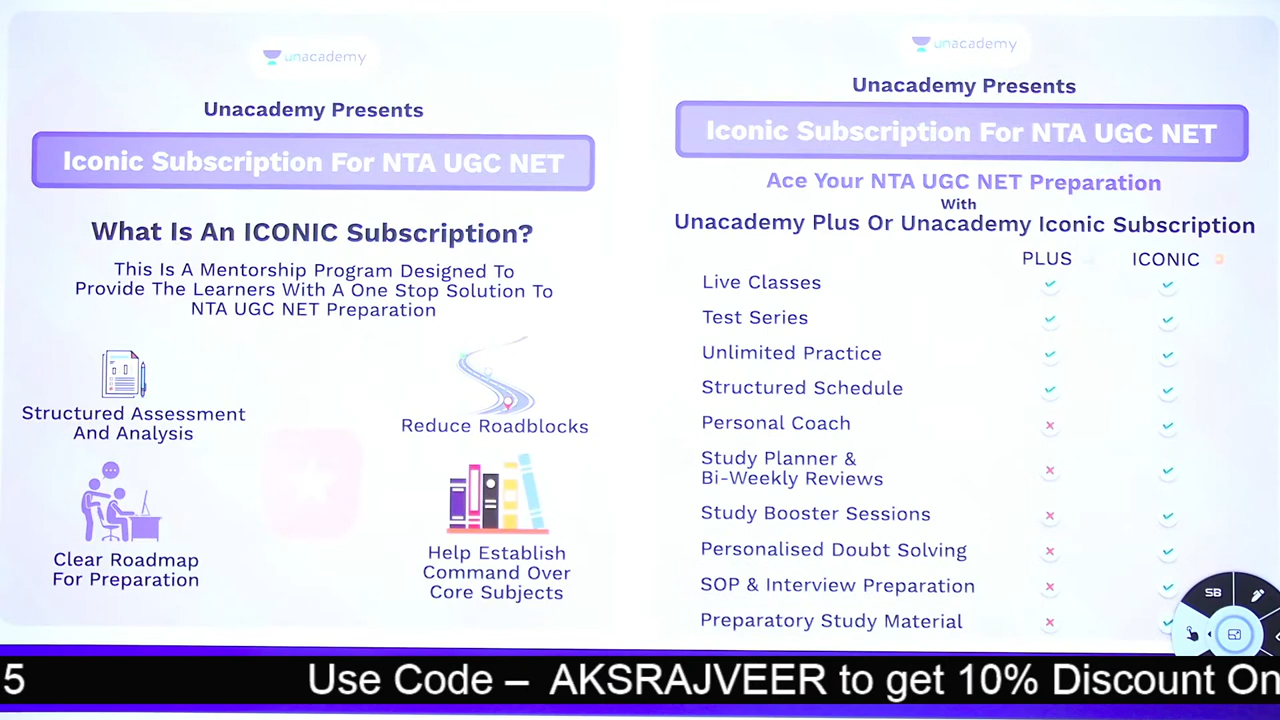 unacademy
Unacademy Presents
Iconic Subscription For NTA UGC NET
What Is An ICONIC Subscription?
This Is A Mentorship Program Designed To
Provide The Learners With A One Stop Solution To
NTA UGC NET Preparation
Structured Assessment
And Analysis
Reduce Roadblocks
Clear Roadmap
For Preparation
Help Establish
Command Over
Core Subjects
unacademy
Unacademy Presents
Iconic Subscription For NTA UGC NET
Ace Your NTA UGC NET Preparation
With
Unacademy Plus Or Unacademy Iconic Subscription
PLUS ICONIC
Live Classes
Test Series
Unlimited Practice
Structured Schedule
Personal Coach
Study Planner &
Bi-Weekly Reviews
Study Booster Sessions
Personalised Doubt Solving
SOP & Interview Preparation
Preparatory Study Material
SB
5 Use Code – AKSRAJVEER to get 10% Discount On